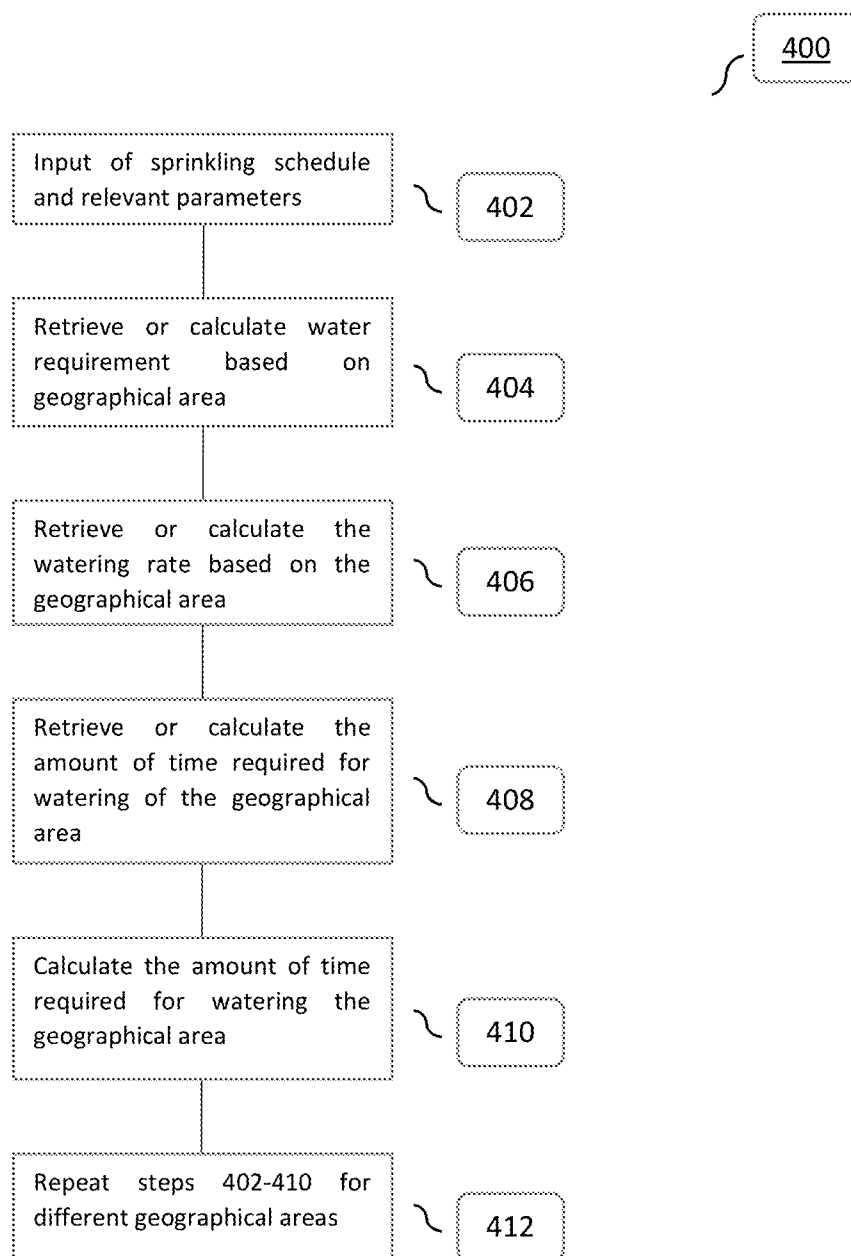 400
Input of sprinkling schedule
and relevant parameters
402
Retrieve or calculate water
requirement based on
geographical area
404
Retrieve or calculate the
watering rate based on the
geographical area
406
Retrieve or calculate the
amount of time required for
watering of the geographical
area
408
Calculate the amount of time
required for watering the
geographical area
410
Repeat steps 402-410 for
different geographical areas
412